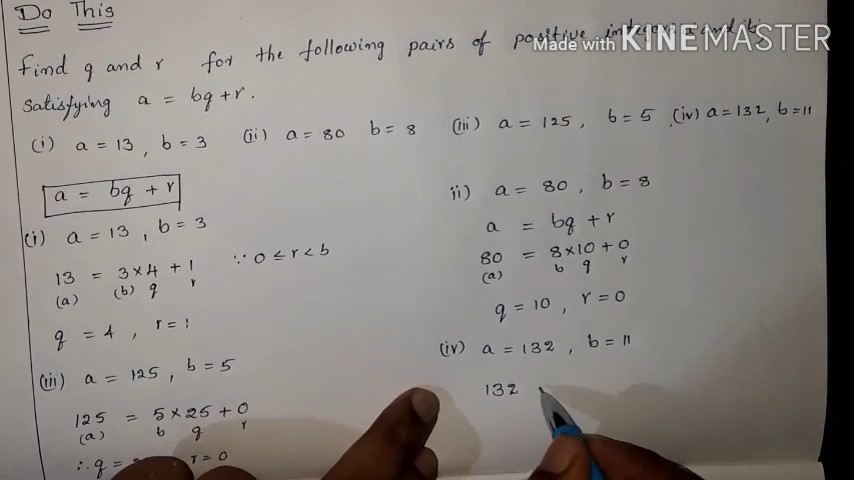 Do This
Made with KINEMASTER
Find q and r for the following pairs of positive
satisfying a = bq + r.
(i) a = 13, b = 3 (ii) a = 80 b = 8 (iii) a = 125, b = 5, (iv) a = 132, b = 11
a = bq + r
(i) a = 13, b = 3
13 = 3 × 4 + 1 ∵ 0 ≤ r < b
(a) (b) q r
q = 4, r = 1
(iii) a = 125, b = 5
125 = 5 × 25 + 0
(a) b q r
∴ q = r = 0
ii) a = 80, b = 8
a = bq + r
80 = 8×10 + 0
(a) b q r
q = 10, r = 0
(iv) a = 132, b = 11
132